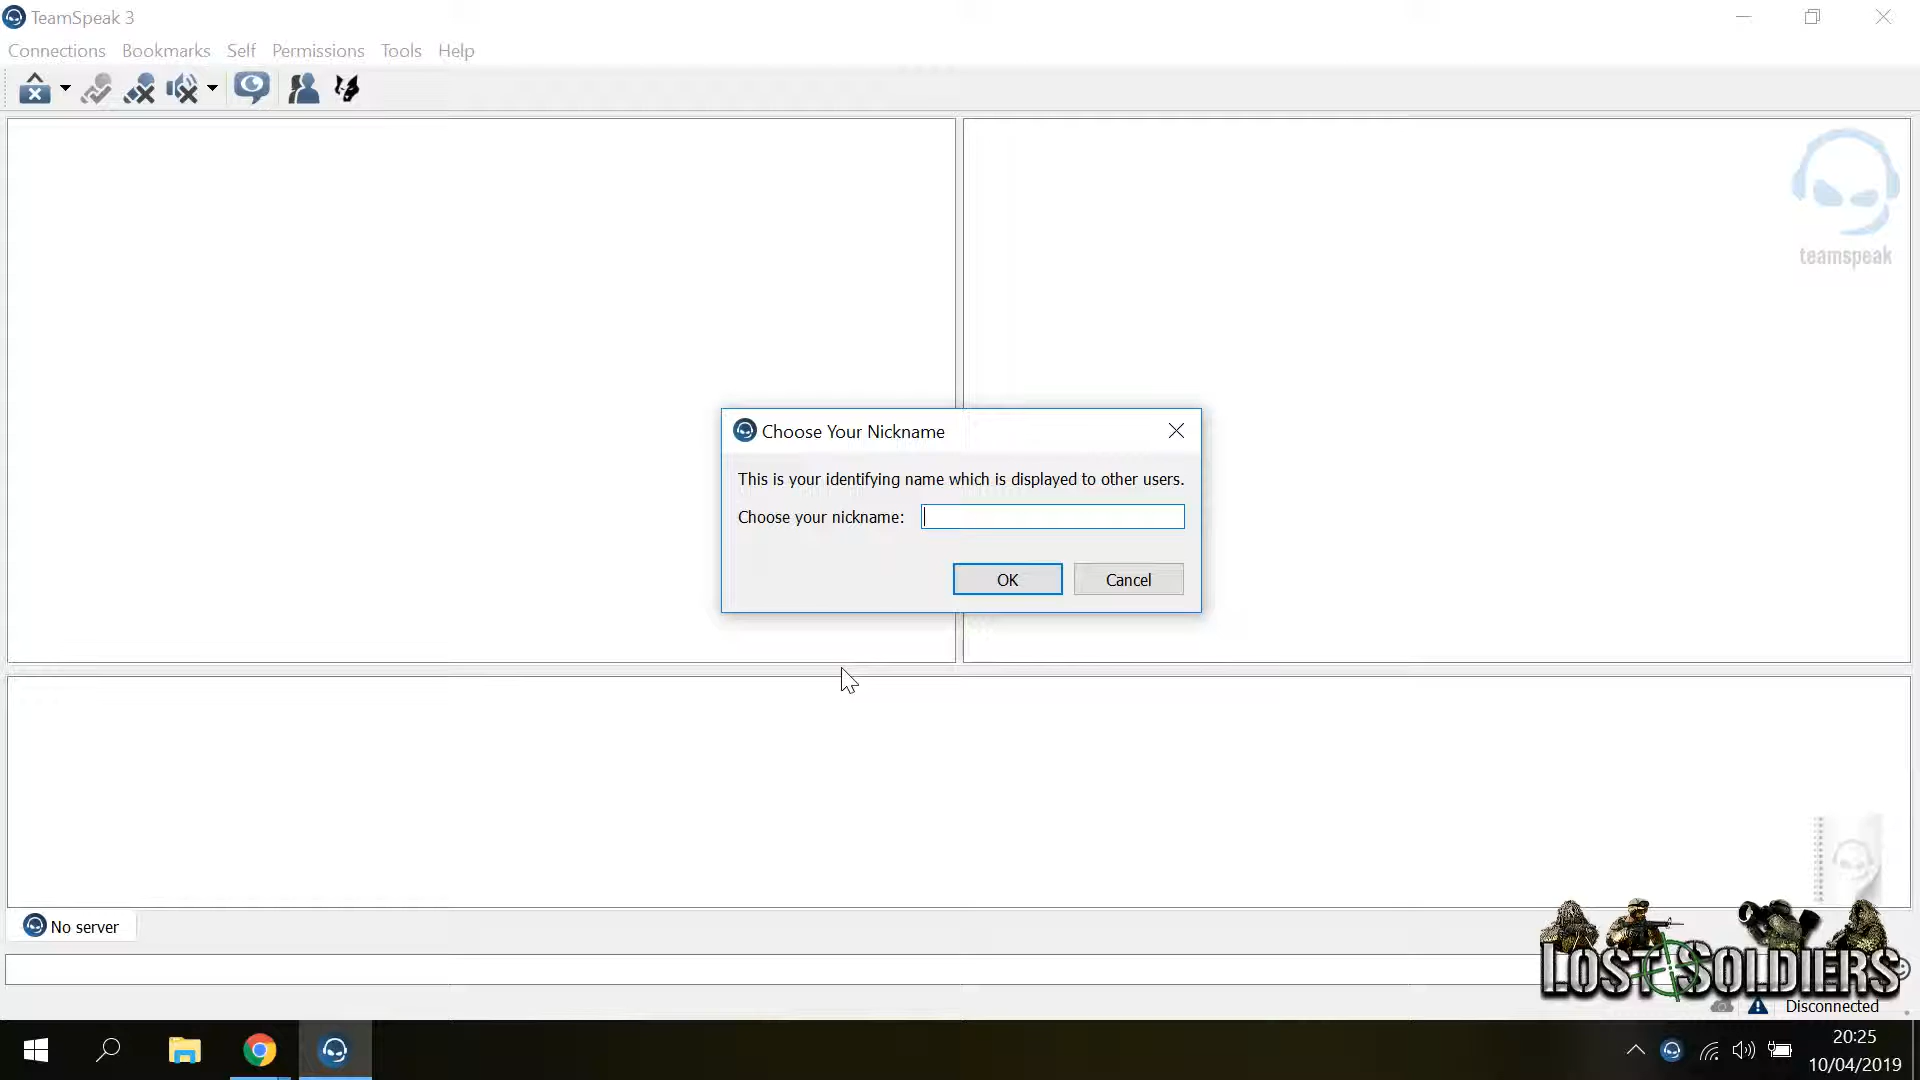 TeamSpeak 3
Connections Bookmarks Self Permissions Tools Help
teamspeak
Choose Your Nickname
This is your identifying name which is displayed to other users.
Choose your nickname:
OK Cancel
No server
LOST SOLDIERS
Disconnected
20:25
10/04/2019